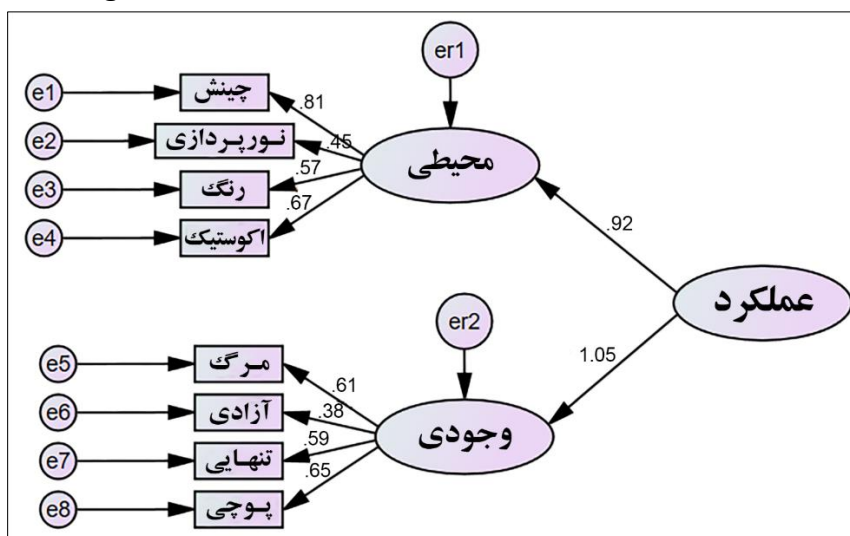 er1
e1
چینش
.81
e2
نورپردازی
.45
محیطی
e3
رنگ
.57
e4
اکوستیک
.67
.92
عملکرد
er2
1.05
e5
مرگ
.61
e6
آزادی
.38
وجودی
e7
تنهایی
.59
e8
پوچی
.65